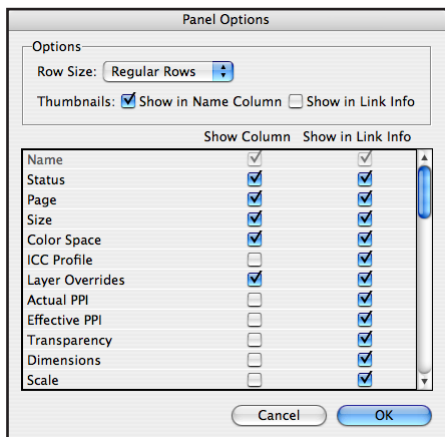 Panel Options
Options
Row Size: Regular Rows
Thumbnails: Show in Name Column Show in Link Info
Show Column Show in Link Info
Name
Status
Page
Size
Color Space
ICC Profile
Layer Overrides
Actual PPI
Effective PPI
Transparency
Dimensions
Scale
Cancel OK